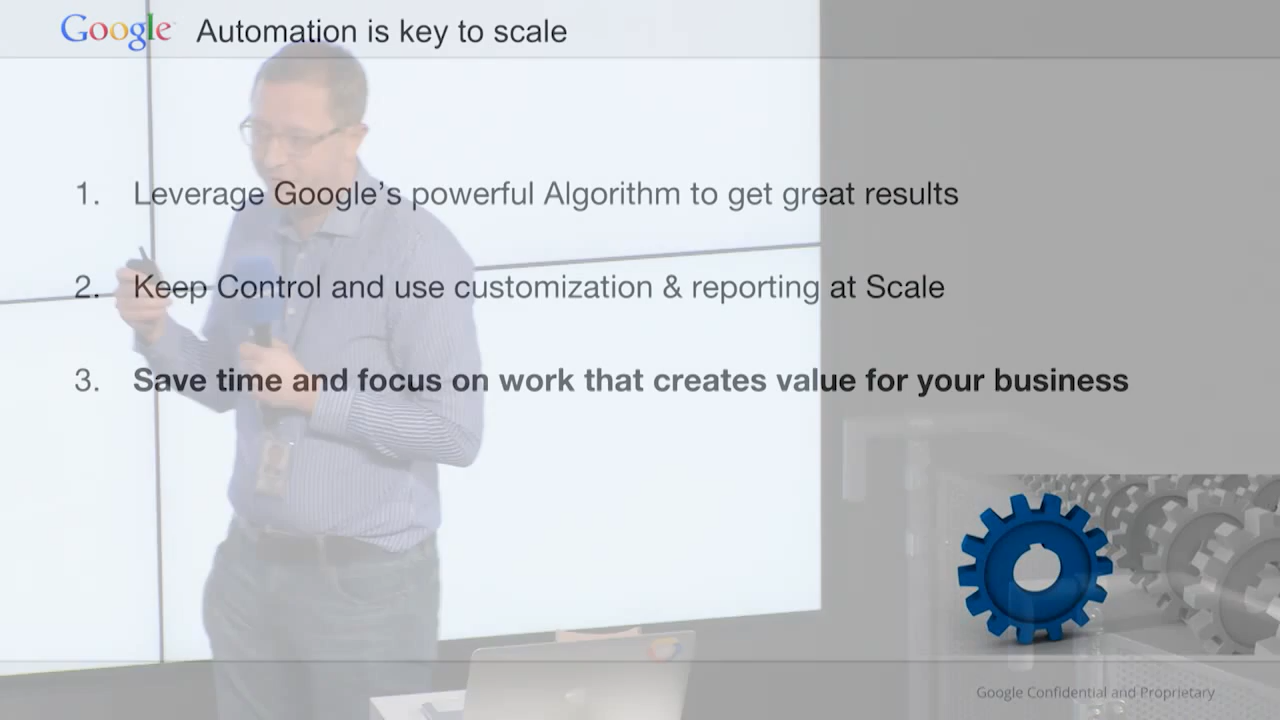 Google Automation is key to scale
1. Leverage Google's powerful Algorithm to get great results
2. Keep Control and use customization & reporting at Scale
3. Save time and focus on work that creates value for your business
Google Confidential and Proprietary